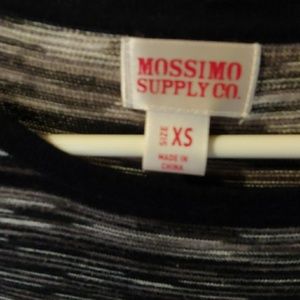 MOSSIMO
SUPPLY CO.
SIZE XS
MADE IN
CHINA